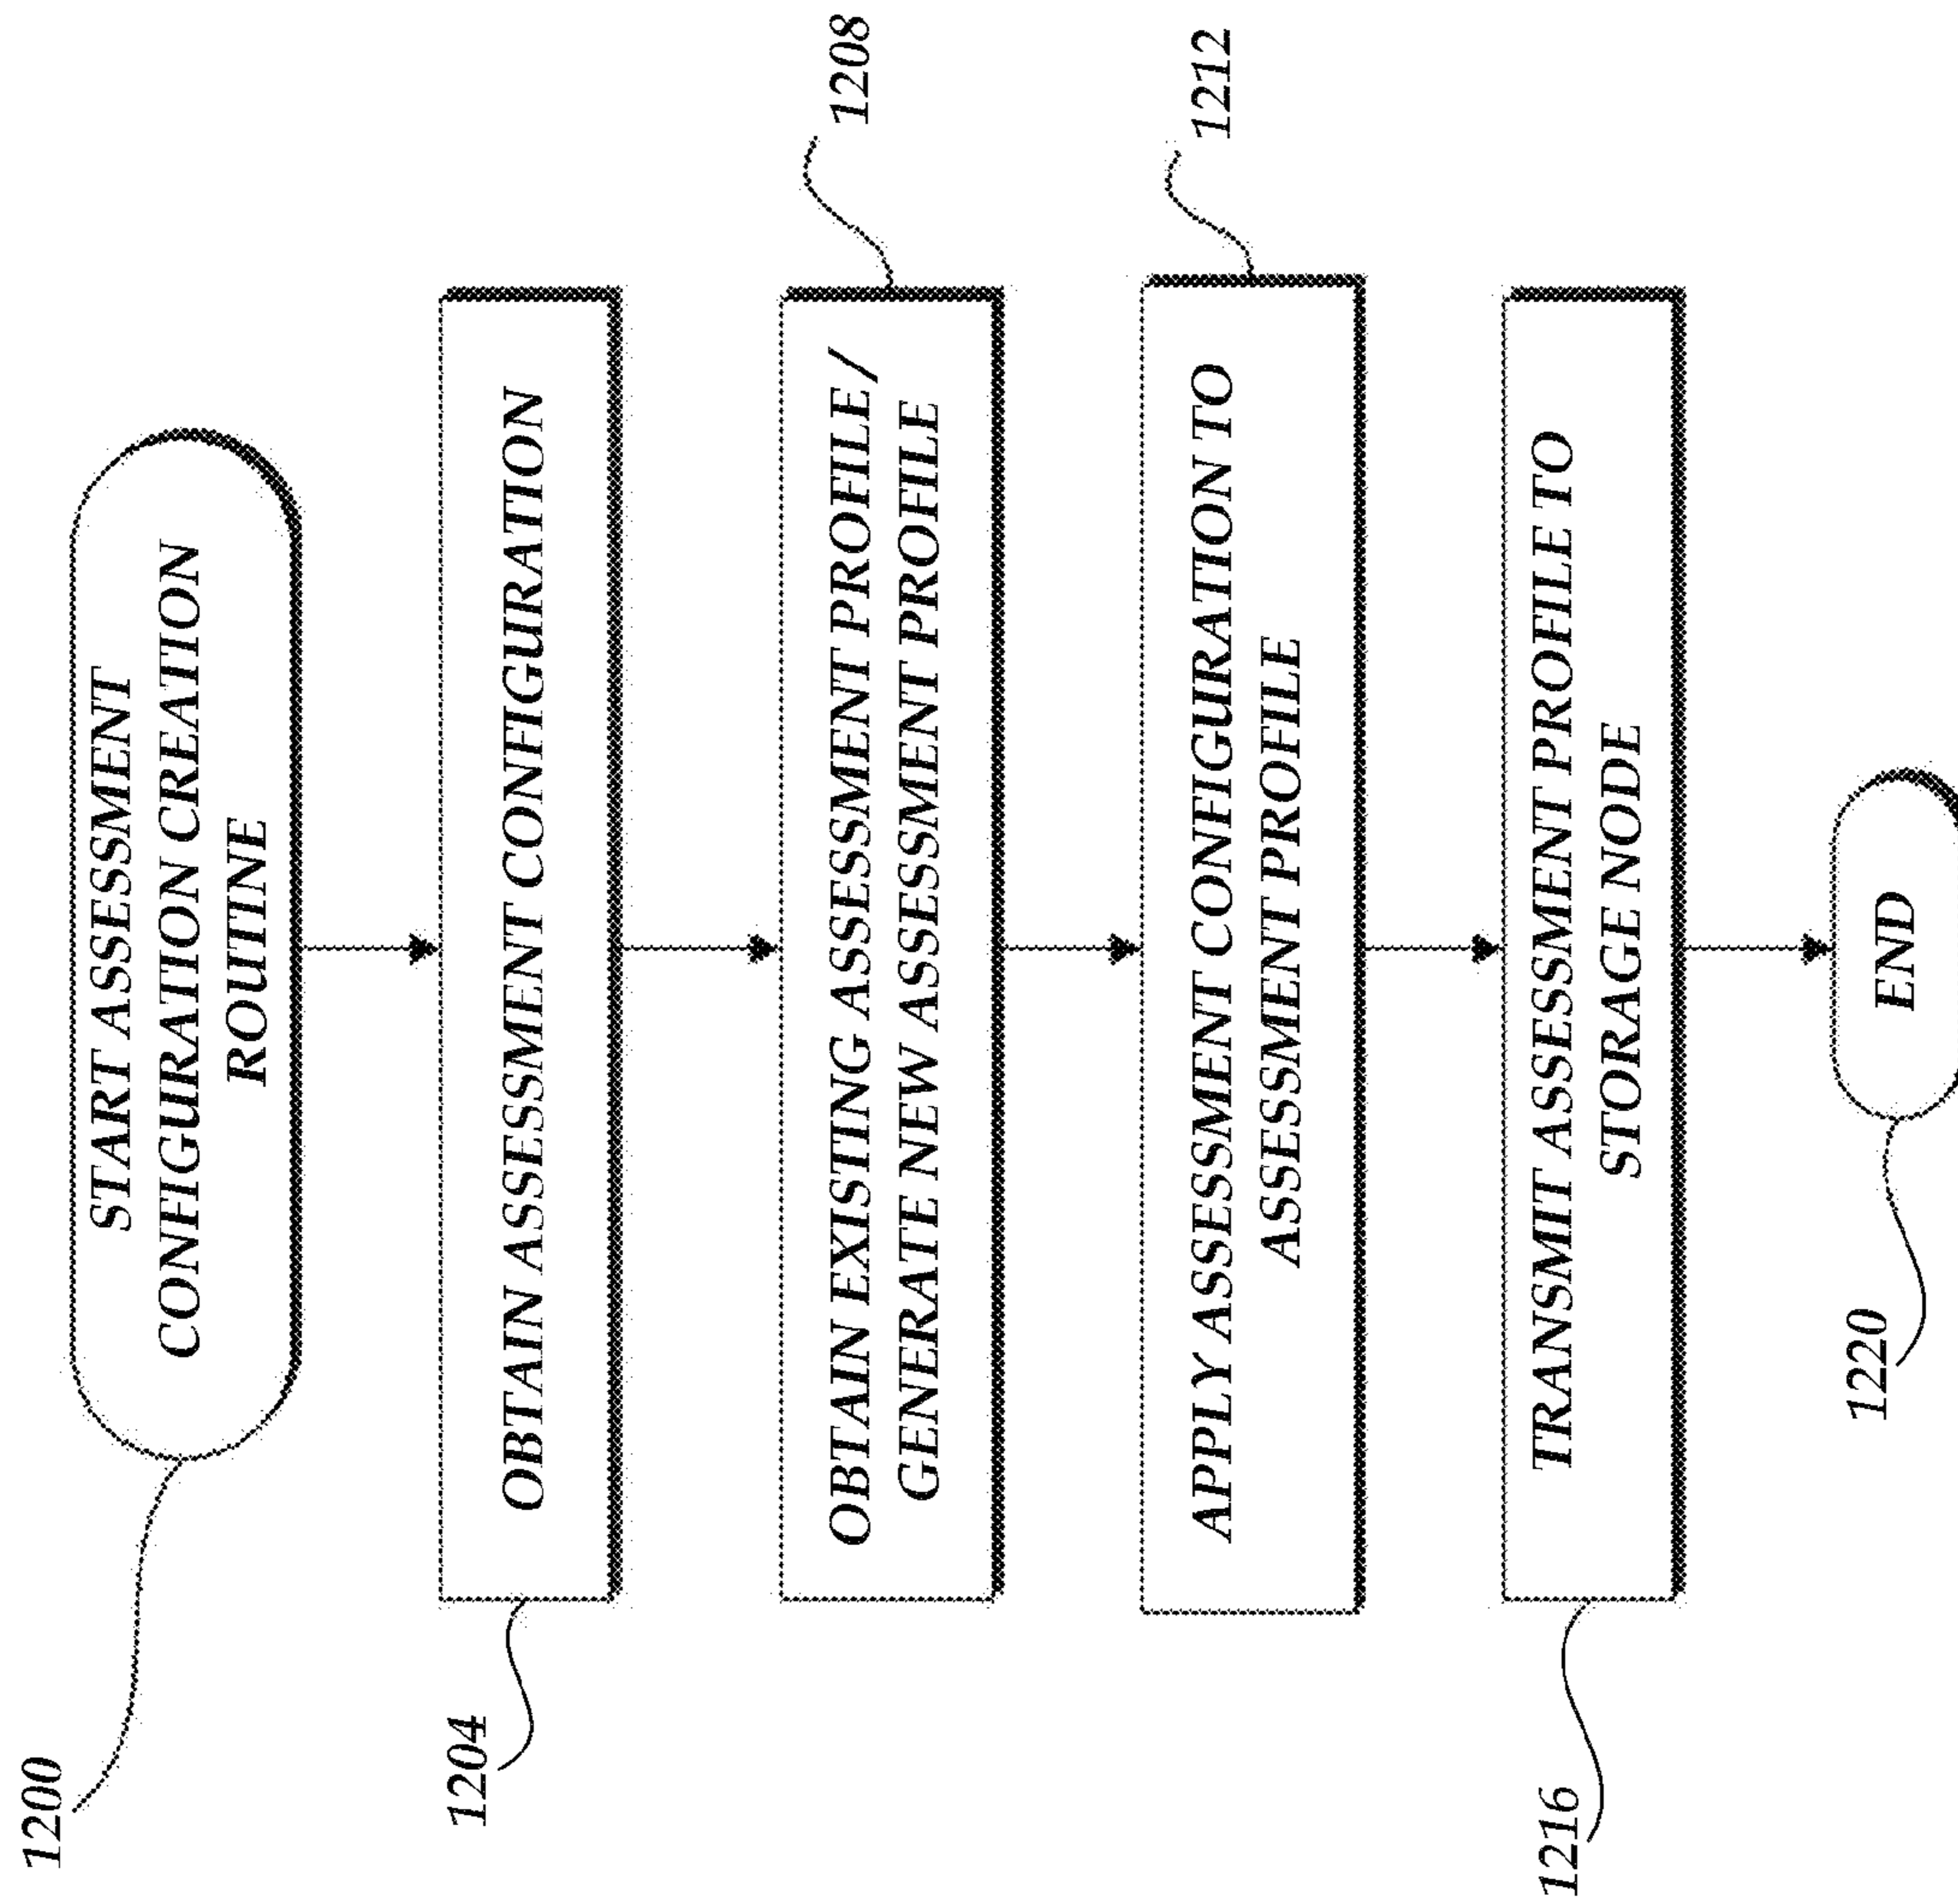 1200
START ASSESSMENT
CONFIGURATION CREATION
ROUTINE
1204
OBTAIN ASSESSMENT CONFIGURATION
1208
OBTAIN EXISTING ASSESSMENT PROFILE /
GENERATE NEW ASSESSMENT PROFILE
1212
APPLY ASSESSMENT CONFIGURATION TO
ASSESSMENT PROFILE
1216
TRANSMIT ASSESSMENT PROFILE TO
STORAGE NODE
1220
END